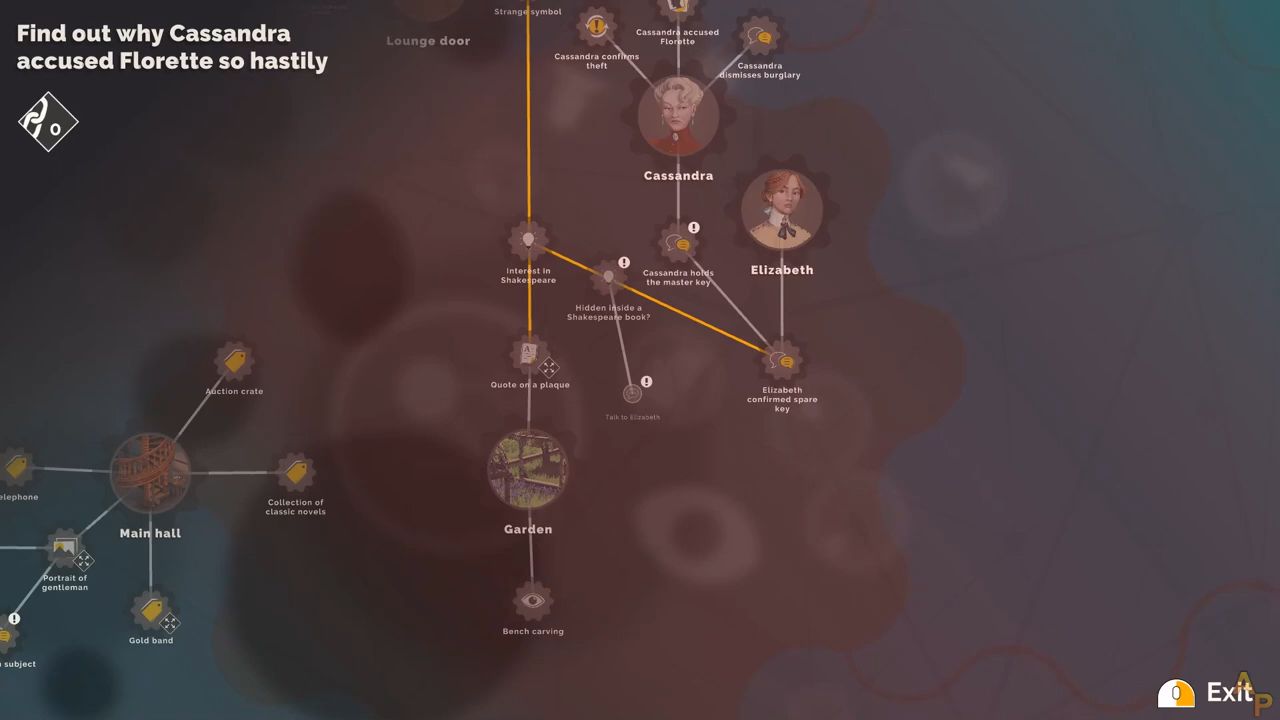 Find out why Cassandra
accused Florette so hastily
0
Strange symbol
Lounge door
Cassandra confirms
theft
Cassandra accused
Florette
Cassandra
dismisses burglary
Cassandra
Elizabeth
Interest in
Shakespeare
Hidden inside a
Shakespeare book?
Cassandra holds
the master key
Quote on a plaque
Talk to Elizabeth
Elizabeth
confirmed spare
key
Auction crate
elephone
Collection of
classic novels
Main hall
Garden
Portrait of
gentleman
Gold band
Bench carving
subject
Exit
AP